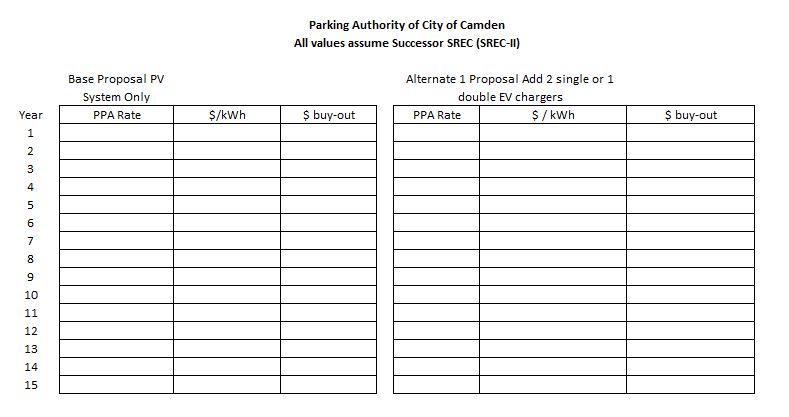 Parking Authority of City of Camden
All values assume Successor SREC (SREC-II)
Base Proposal PV
System Only
Alternate 1 Proposal Add 2 single or 1
double EV chargers
Year PPA Rate $/kWh $ buy-out PPA Rate $ / kWh $ buy-out
1
2
3
4
5
6
7
8
9
10
11
12
13
14
15